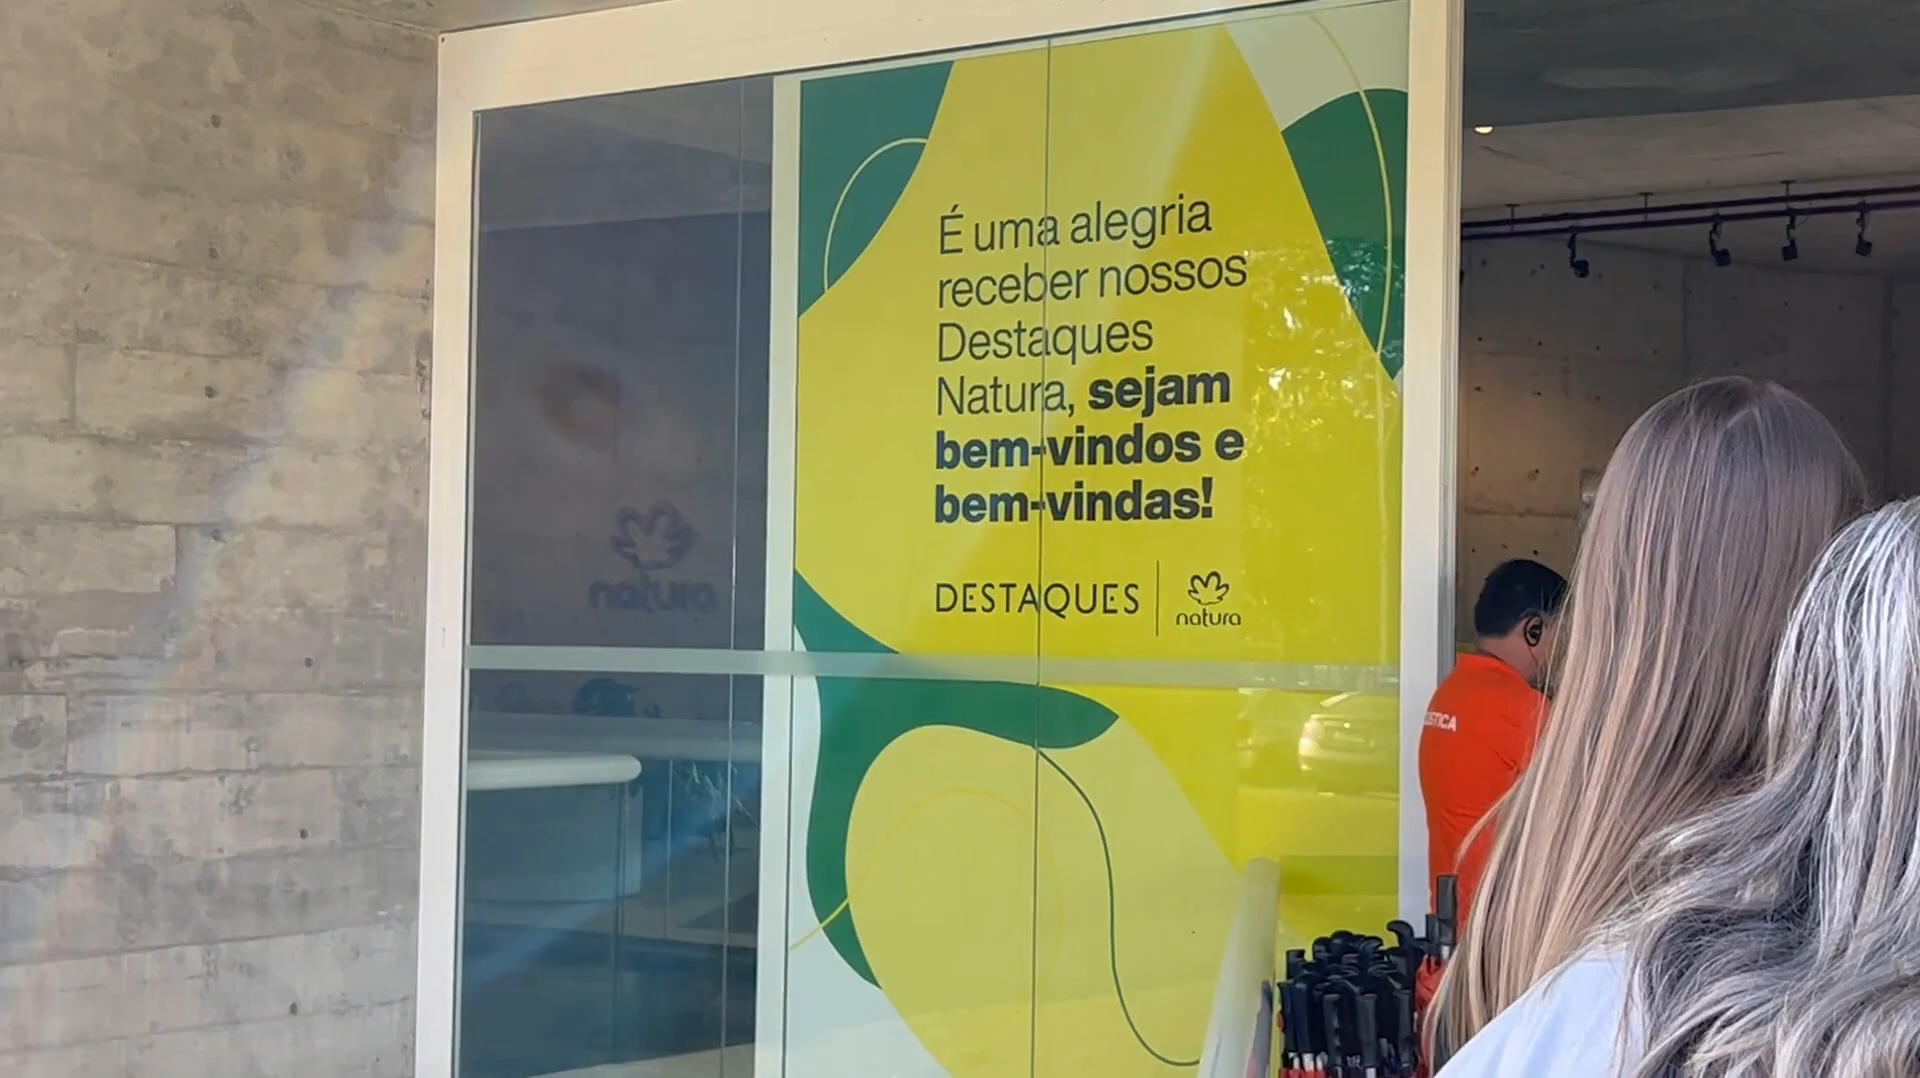 É uma alegria
receber nossos
Destaques
Natura, sejam
bem-vindos e
bem-vindas!
DESTAQUES
natura
natura